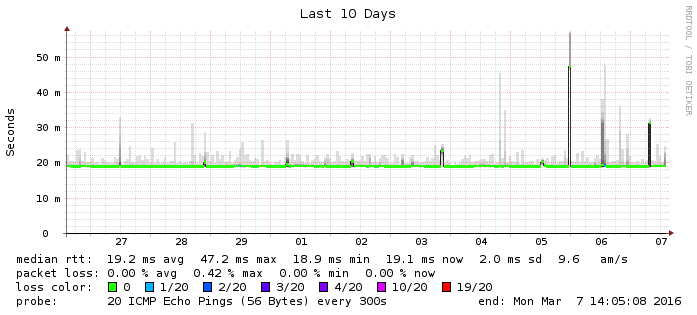 Last 10 Days
RRDTOOL / TOBI OETIKER
Seconds
50 m
40 m
30 m
20 m
10 m
0
27 28 29 01 02 03 04 05 06 07
median rtt: 19.2 ms avg 47.2 ms max 18.9 ms min 19.1 ms now 2.0 ms sd 9.6 am/s
packet loss: 0.00 % avg 0.42 % max 0.00 % min 0.00 % now
loss color: 0 1/20 2/20 3/20 4/20 10/20 19/20
probe: 20 ICMP Echo Pings (56 Bytes) every 300s end: Mon Mar 7 14:05:08 2016